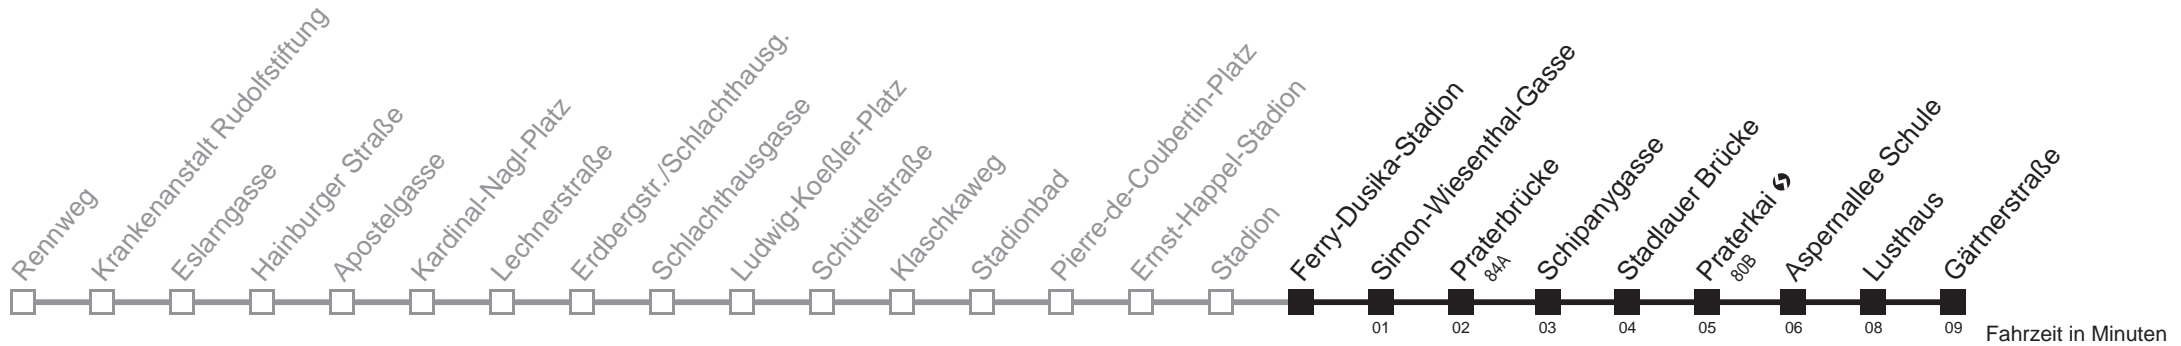 Rennweg
Krankenanstalt Rudolfstiftung
Eslarngasse
Hainburger Straße
Apostelgasse
Kardinal-Nagl-Platz
Lechnerstraße
Erdbergstr./Schlachthausg.
Schlachthausgasse
Ludwig-Koeßler-Platz
Schüttelstraße
Klaschkaweg
Stadionbad
Pierre-de-Coubertin-Platz
Ernst-Happel-Stadion
Stadion
Ferry-Dusika-Stadion
Simon-Wiesenthal-Gasse
Praterbrücke
84A
Schipanygasse
Stadlauer Brücke
Praterkai
80B
Aspernallee Schule
Lusthaus
Gärtnerstraße
01 02 03 04 05 06 08 09
Fahrzeit in Minuten